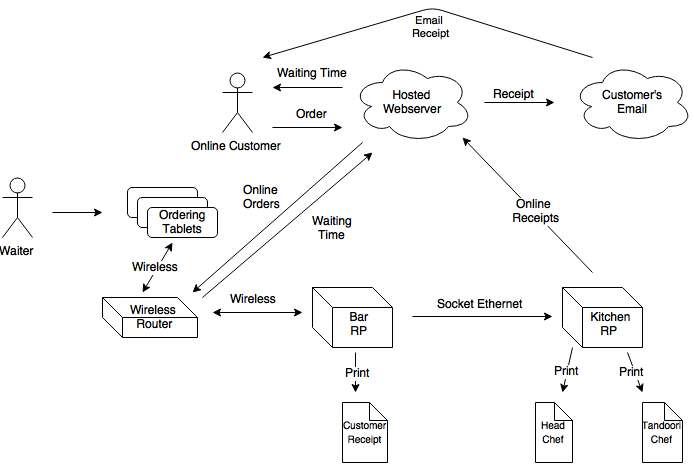 Email
Receipt
Waiting Time
Hosted
Webserver
Receipt
Customer's
Email
Order
Online Customer
Online
Orders
Online
Receipts
Ordering
Tablets
Waiting
Time
Waiter
Wireless
Wireless
Router
Wireless
Bar
RP
Socket Ethernet
Kitchen
RP
Print
Print
Print
Customer
Receipt
Head
Chef
Tandoori
Chef